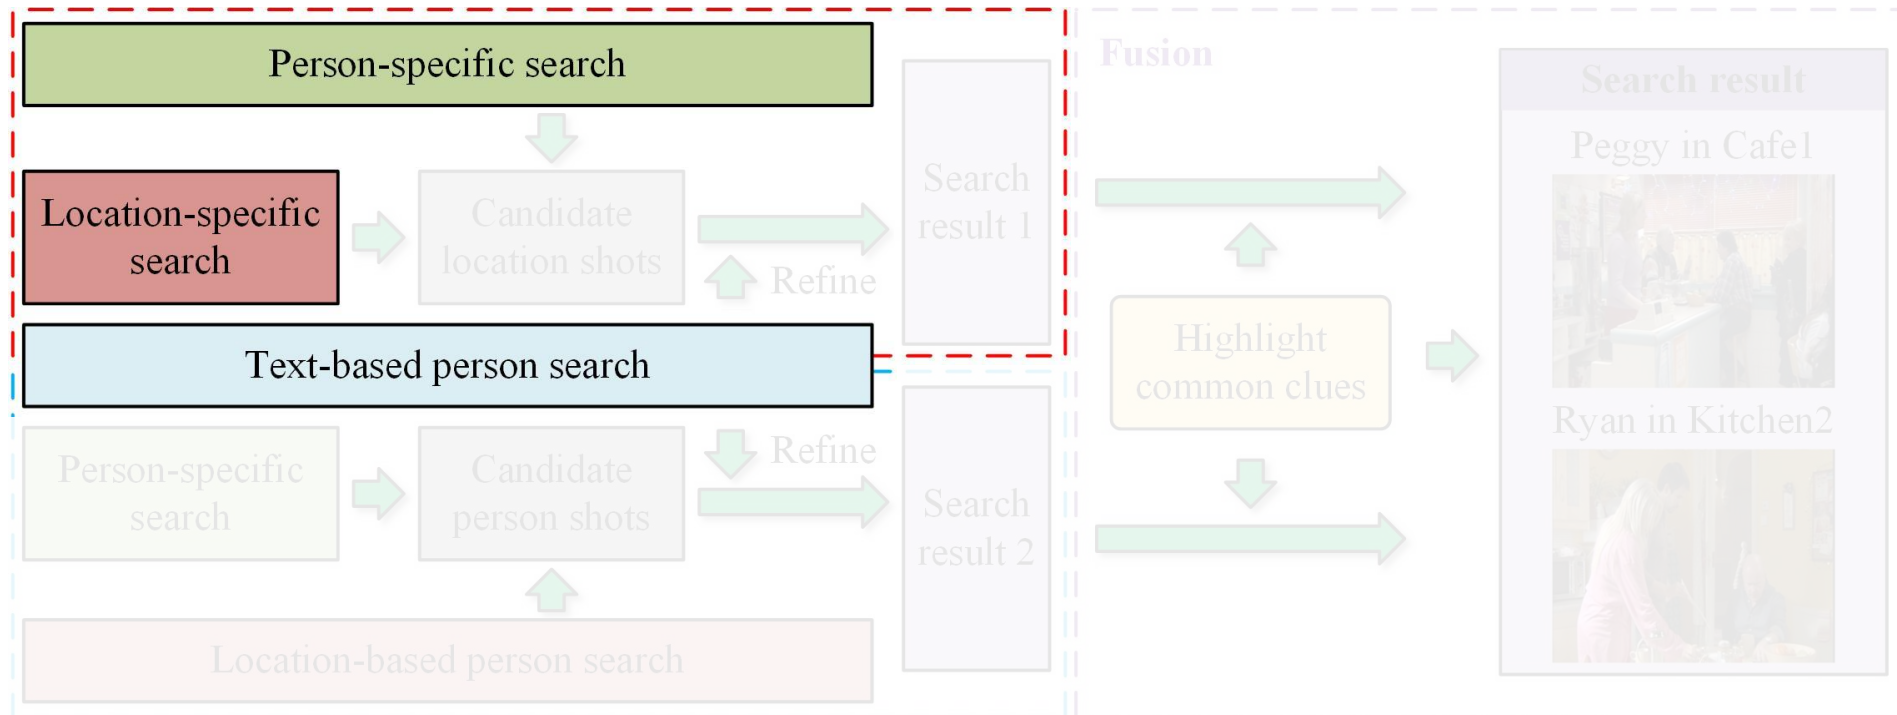 Person-specific search
Fusion
Search result
Peggy in Cafe1
Location-specific
search
Candidate
location shots
Refine
Search
result 1
Text-based person search
Highlight
common clues
Ryan in Kitchen2
Person-specific
search
Candidate
person shots
Refine
Search
result 2
Location-based person search